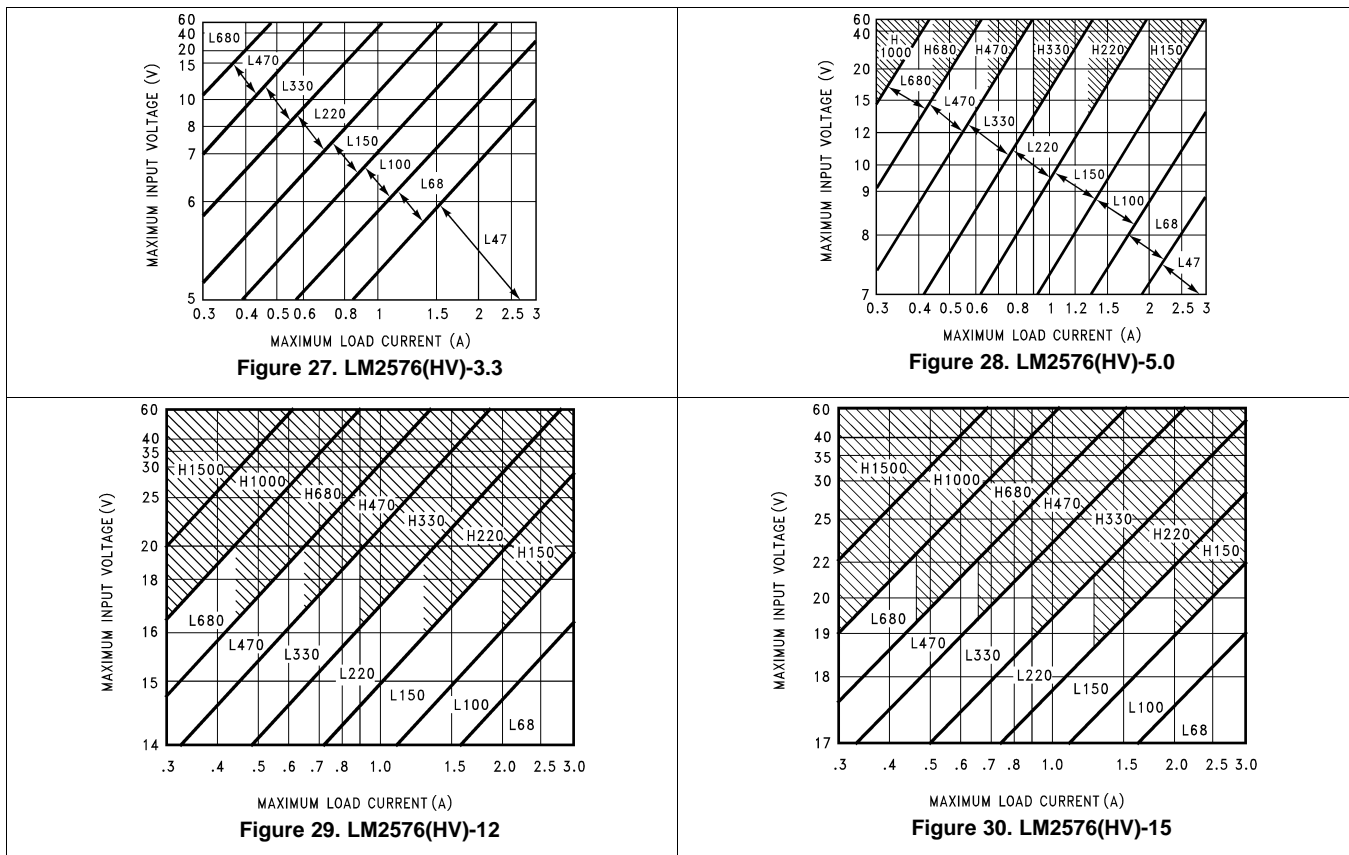 60
40
20
15
10
8
7
6
5
MAXIMUM INPUT VOLTAGE (V)
L680
L470
L330
L220
L150
L100
L68
L47
0.3 0.4 0.5 0.6 0.8 1 1.5 2 2.5 3
MAXIMUM LOAD CURRENT (A)
Figure 27. LM2576(HV)-3.3
60
40
20
15
12
10
9
8
7
MAXIMUM INPUT VOLTAGE (V)
H 1000 H680 H470 H330 H220 H150
L680
L470
L330
L220
L150
L100
L68
L47
0.3 0.4 0.5 0.6 0.8 1 1.2 1.5 2 2.5 3
MAXIMUM LOAD CURRENT (A)
Figure 28. LM2576(HV)-5.0
60
40
35
30
25
20
18
16
15
14
MAXIMUM INPUT VOLTAGE (V)
H1500
H1000
H680
H470
H330
H220
H150
L680
L470
L330
L220
L150
L100
L68
.3 .4 .5 .6 .7 .8 1.0 1.5 2.0 2.5 3.0
MAXIMUM LOAD CURRENT (A)
Figure 29. LM2576(HV)-12
60
40
35
30
25
22
20
19
18
17
MAXIMUM INPUT VOLTAGE (V)
H1500
H1000
H680
H470
H330
H220
H150
L680
L470
L330
L220
L150
L100
L68
.3 .4 .5 .6 .7 .8 1.0 1.5 2.0 2.5 3.0
MAXIMUM LOAD CURRENT (A)
Figure 30. LM2576(HV)-15